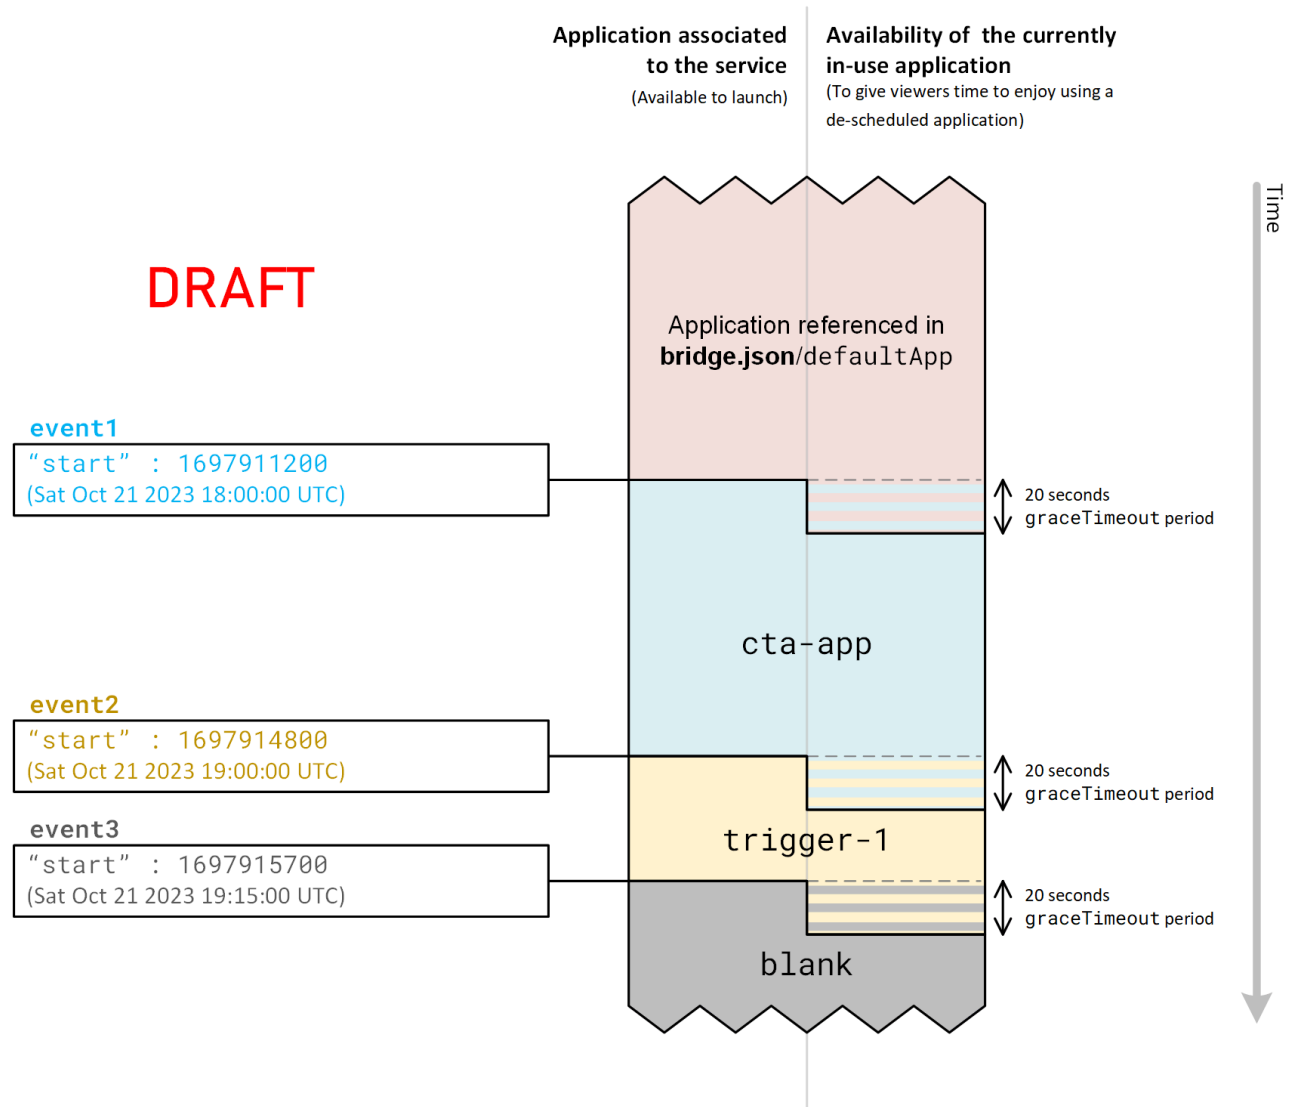 Application associated
to the service
(Available to launch)
Availability of the currently
in-use application
(To give viewers time to enjoy using a
de-scheduled application)
Time
DRAFT
Application referenced in
bridge.json/defaultApp
event1
“start” : 1697911200
(Sat Oct 21 2023 18:00:00 UTC)
20 seconds
graceTimeout period
cta-app
event2
“start” : 1697914800
(Sat Oct 21 2023 19:00:00 UTC)
20 seconds
graceTimeout period
trigger-1
event3
“start” : 1697915700
(Sat Oct 21 2023 19:15:00 UTC)
20 seconds
graceTimeout period
blank